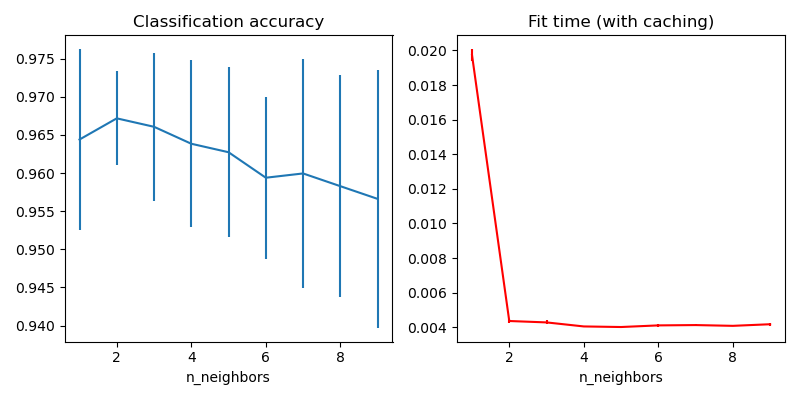 Classification accuracy
0.975
0.970
0.965
0.960
0.955
0.950
0.945
0.940
2 4 6 8
n_neighbors
Fit time (with caching)
0.020
0.018
0.016
0.014
0.012
0.010
0.008
0.006
0.004
2 4 6 8
n_neighbors